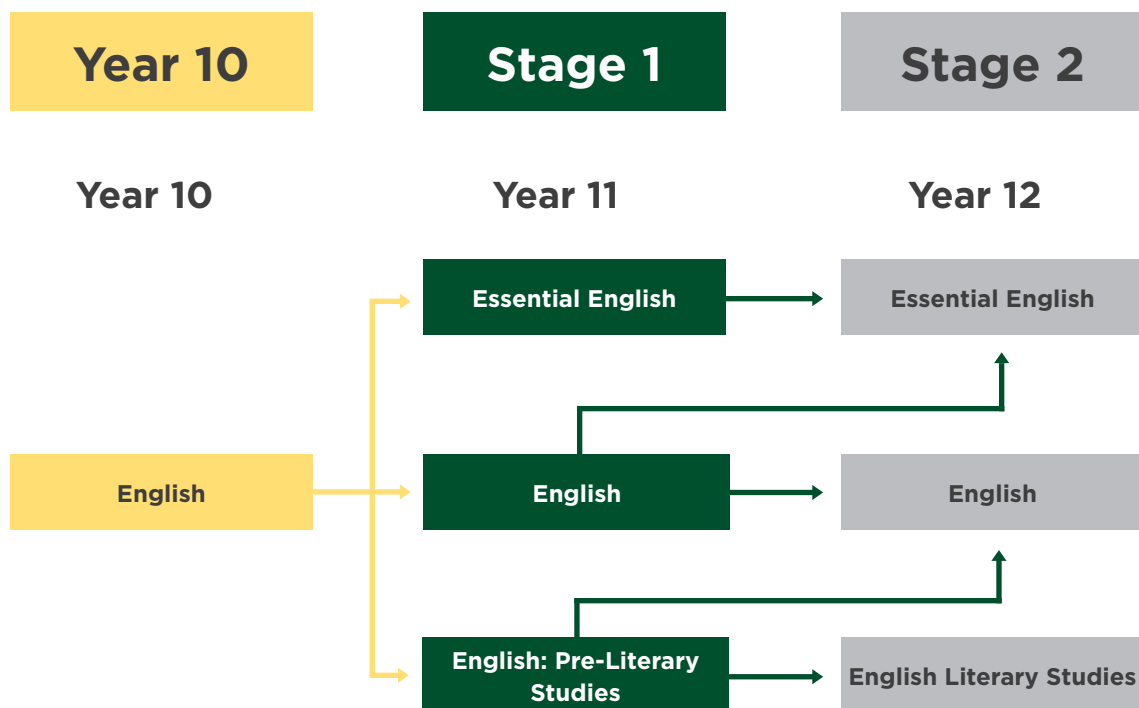 Year 10
Stage 1
Stage 2
Year 10
Year 11
Year 12
Essential English
Essential English
English
English
English
English: Pre-Literary
Studies
English Literary Studies